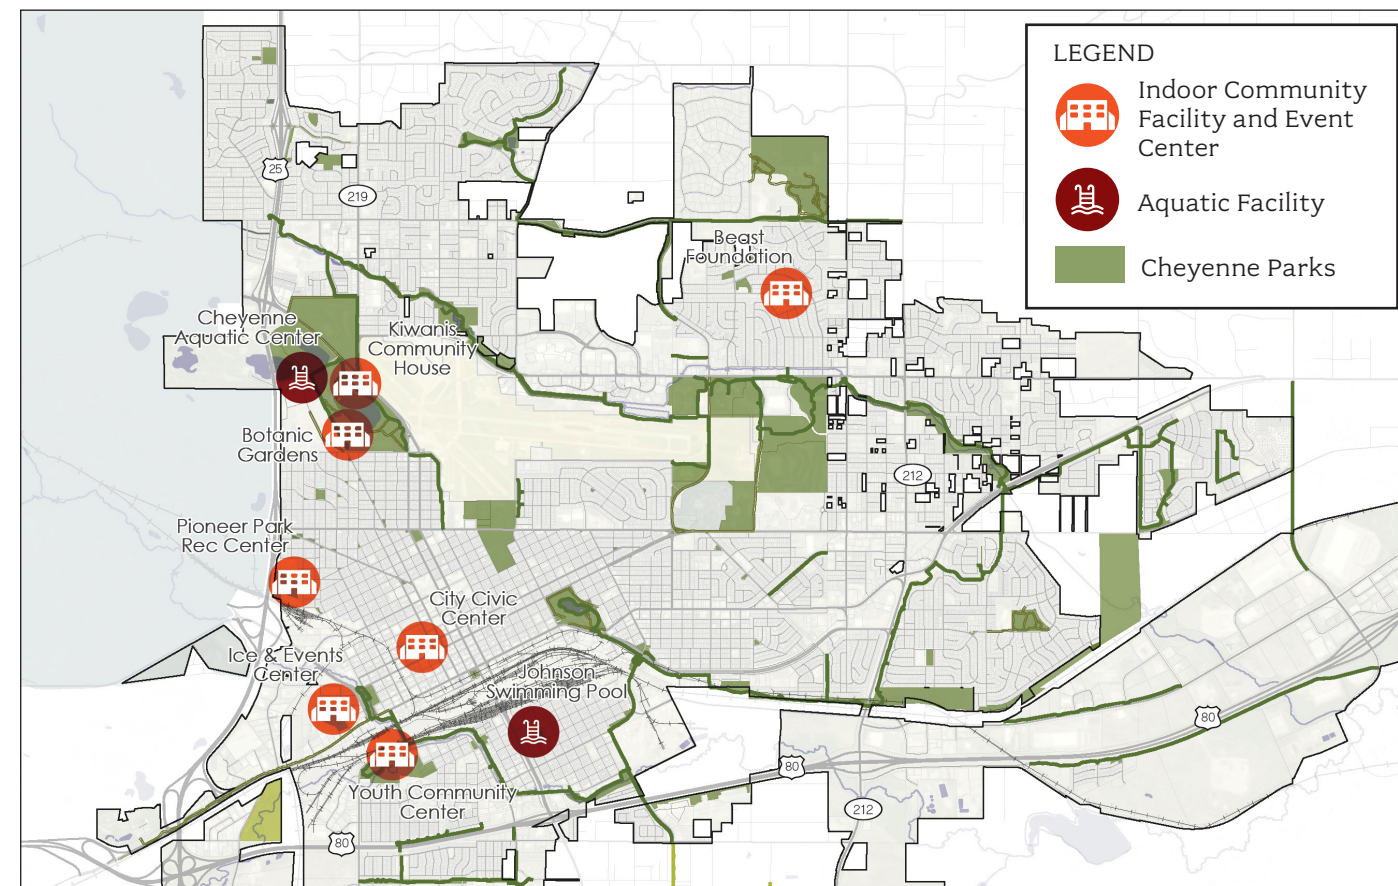 LEGEND
Indoor Community
Facility and Event
Center
Aquatic Facility
Cheyenne Parks
25
219
Beast
Foundation
Cheyenne
Aquatic Center
Kiwanis
Community
House
Botanic
Gardens
212
Pioneer Park
Rec Center
City Civic
Center
Ice & Events
Center
Johnson
Swimming Pool
80
80
Youth Community
Center
212
80